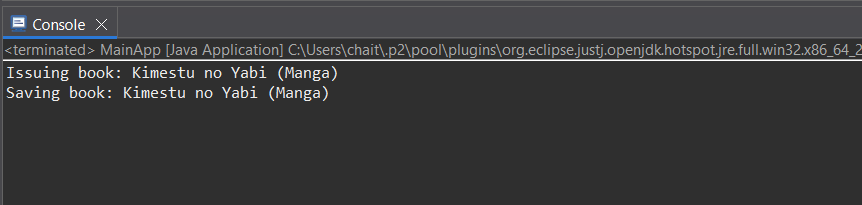 Console
<terminated> MainApp [Java Application] C:\Users\chait\.p2\pool\plugins\org.eclipse.justj.openjdk.hotspot.jre.full.win32.x86_64_2
Issuing book: Kimestu no Yabi (Manga)
Saving book: Kimestu no Yabi (Manga)